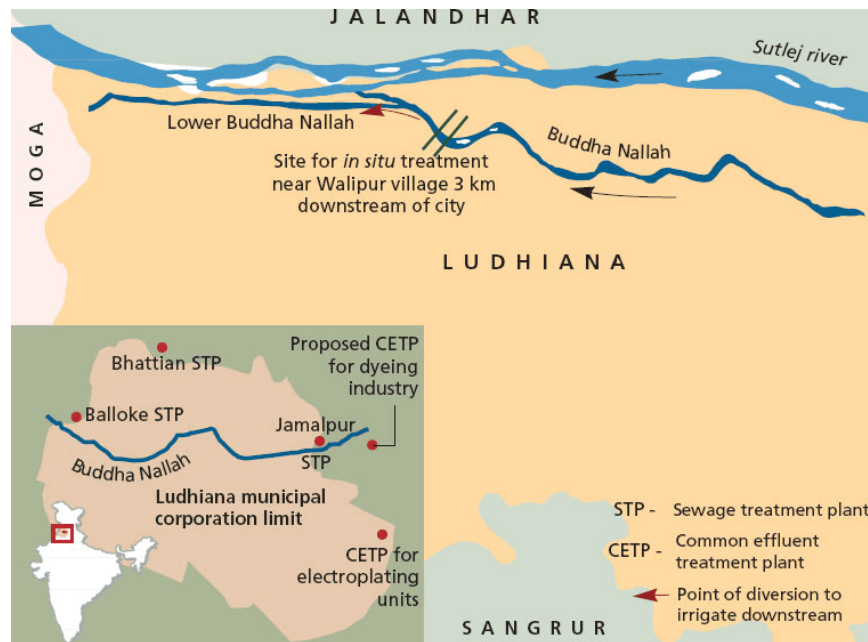 JALANDHAR
Sutlej river
MOGA
Lower Buddha Nallah
Buddha Nallah
Site for in situ treatment
near Walipur village 3 km
downstream of city
LUDHIANA
Bhattian STP
Proposed CETP
for dyeing
industry
Balloke STP
Jamalpur
STP
Buddha Nallah
Ludhiana municipal
corporation limit
CETP for
electroplating
units
STP - Sewage treatment plant
CETP - Common effluent
treatment plant
Point of diversion to
irrigate downstream
SANGRUR